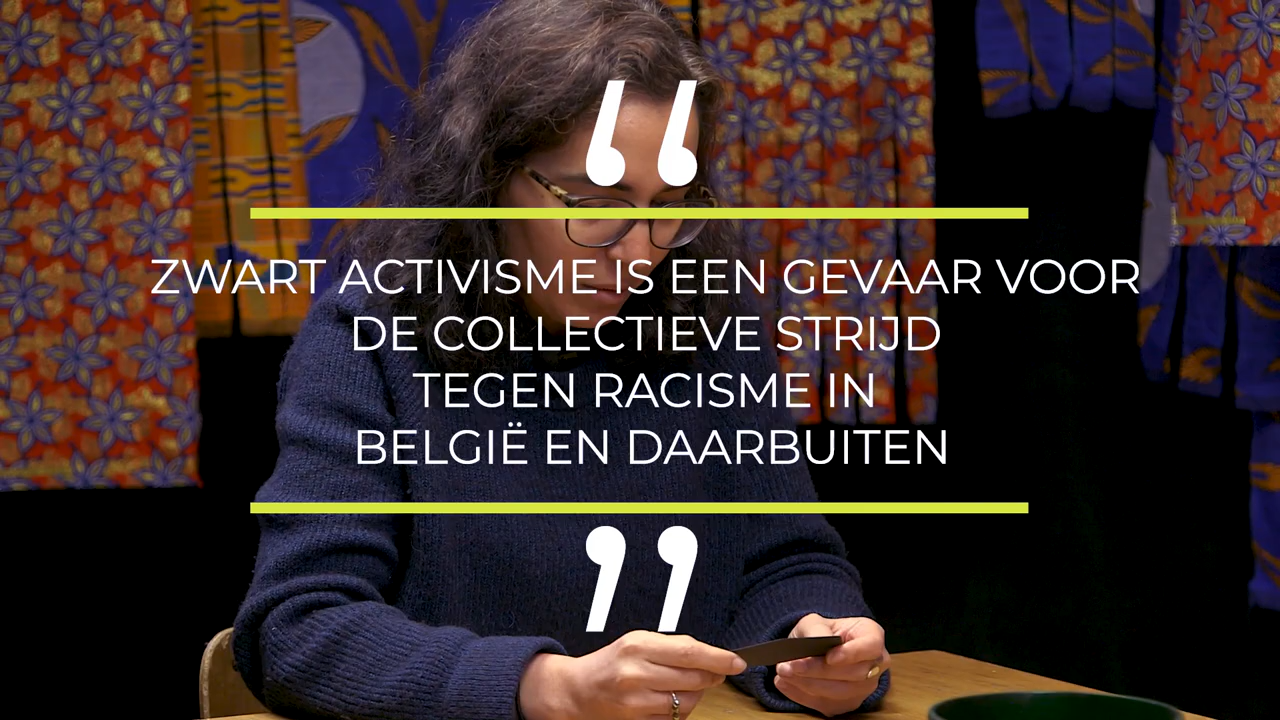 “
ZWART ACTIVISME IS EEN GEVAAR VOOR
DE COLLECTIEVE STRIJD
TEGEN RACISME IN
BELGIË EN DAARBUITEN
”